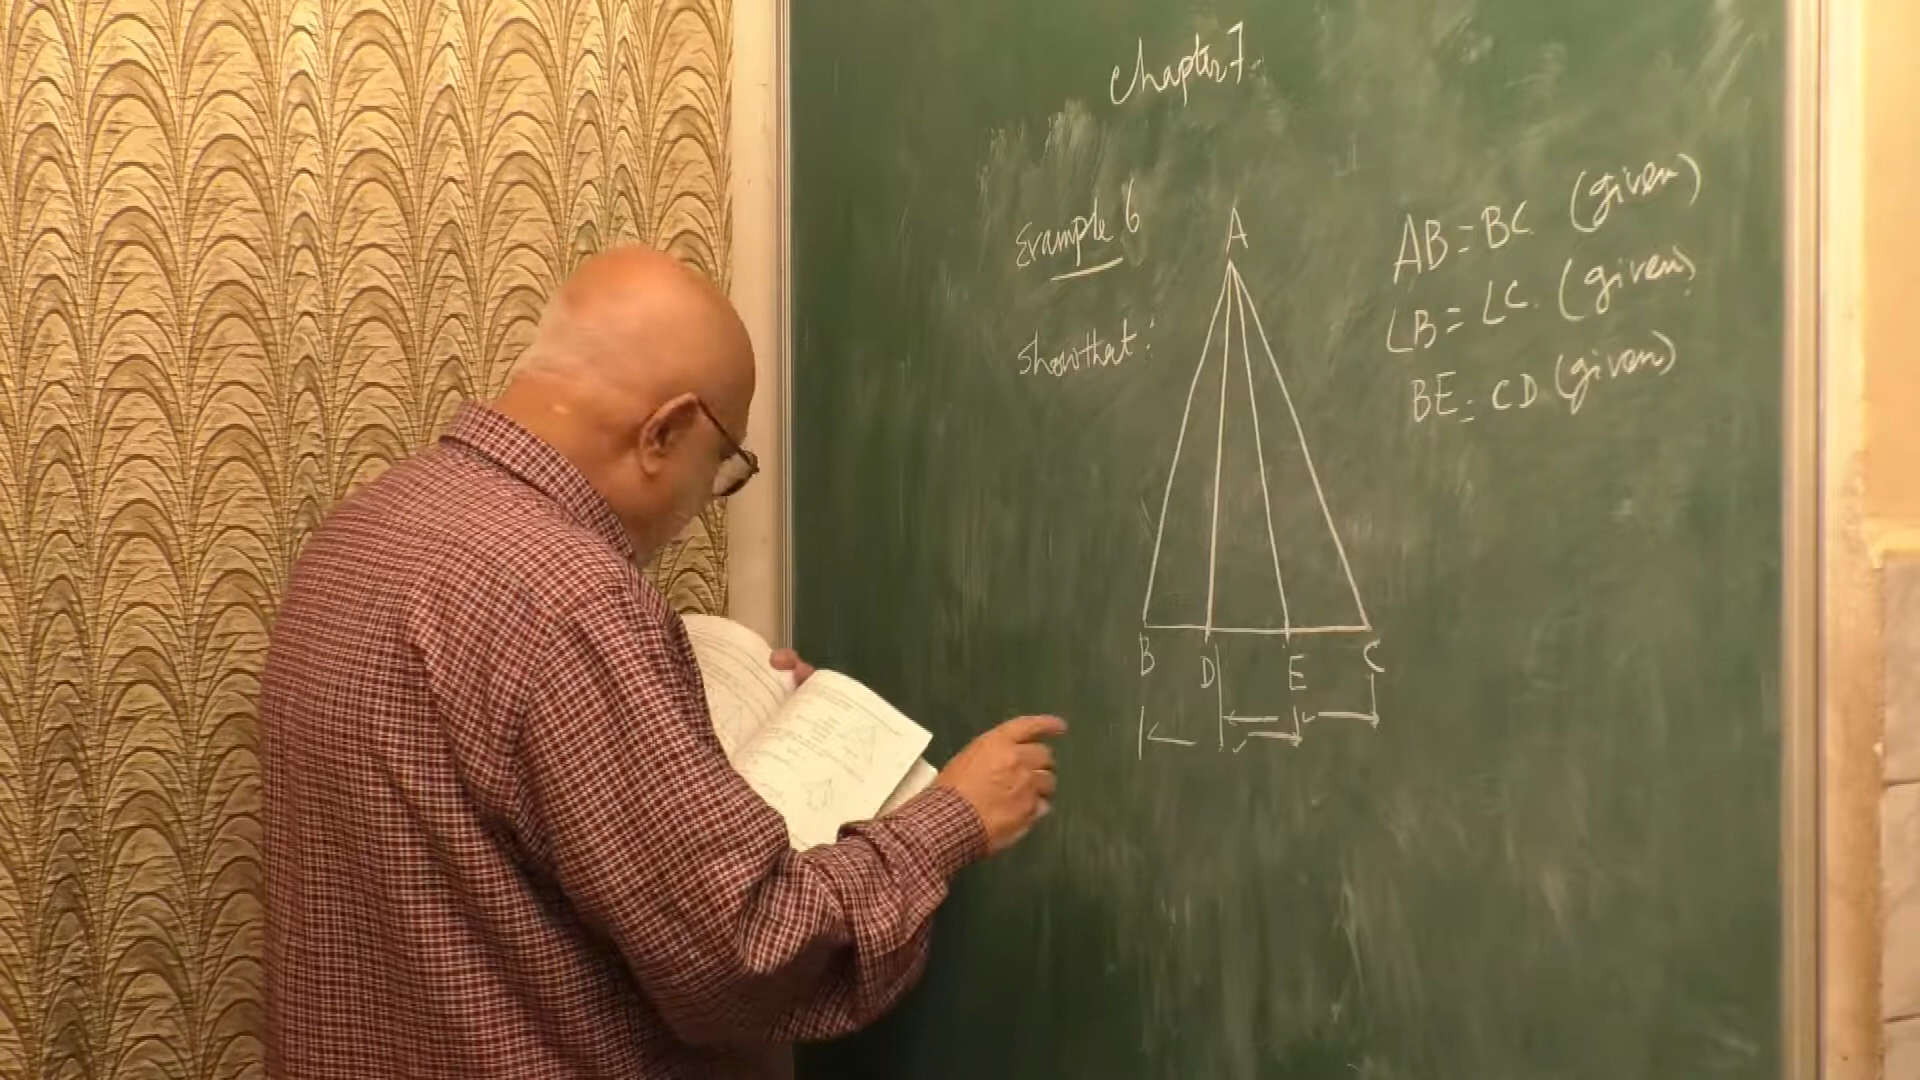 Chapter 7
Example 6
Show that :
A
B D E C
AB = BC (given)
∠B = ∠C (given)
BE = CD (given)